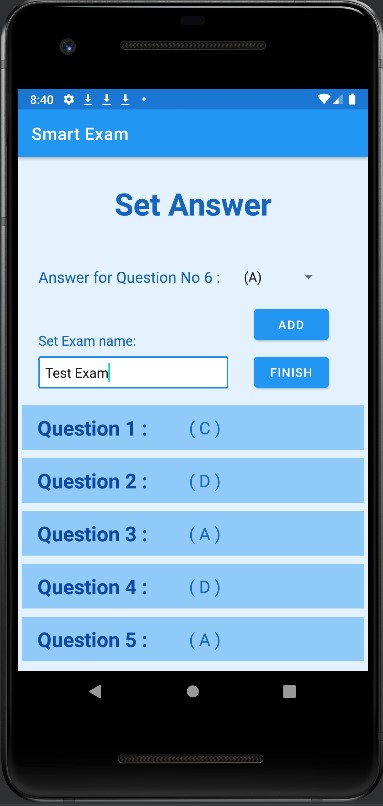 8:40
Smart Exam
Set Answer
Answer for Question No 6 : (A)
ADD
Set Exam name:
Test Exam
FINISH
Question 1 : ( C )
Question 2 : ( D )
Question 3 : ( A )
Question 4 : ( D )
Question 5 : ( A )